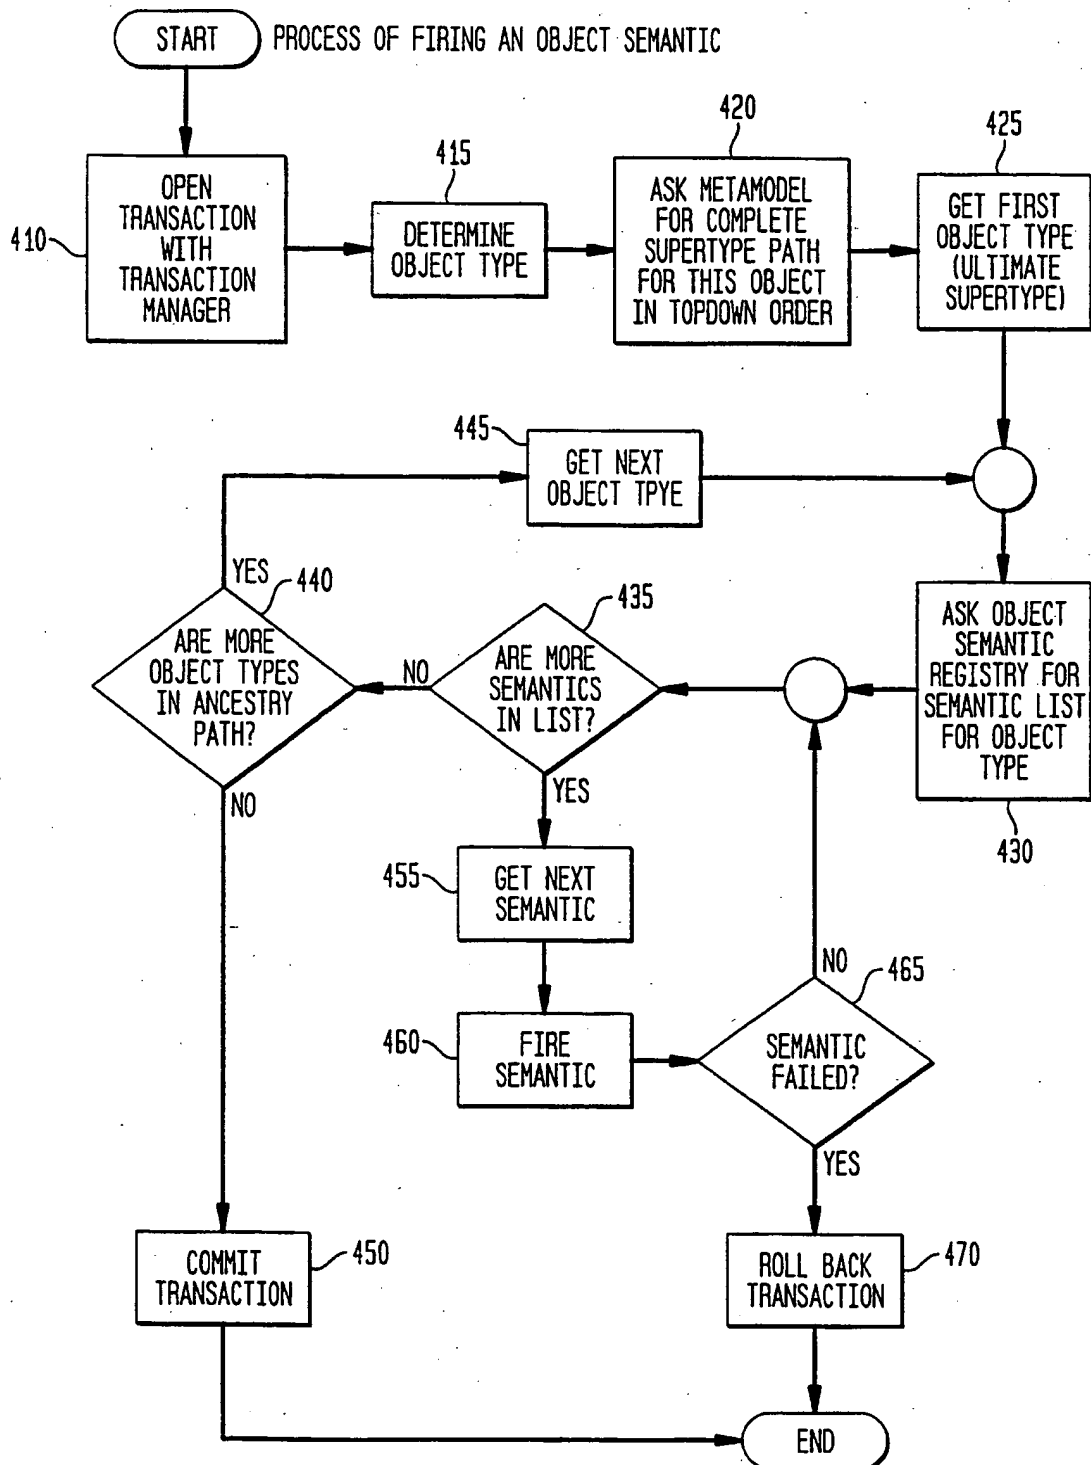 START
PROCESS OF FIRING AN OBJECT SEMANTIC
410
OPEN
TRANSACTION
WITH
TRANSACTION
MANAGER
415
DETERMINE
OBJECT TYPE
420
ASK METAMODEL
FOR COMPLETE
SUPERTYPE PATH
FOR THIS OBJECT
IN TOPDOWN ORDER
425
GET FIRST
OBJECT TYPE
(ULTIMATE
SUPERTYPE)
445
GET NEXT
OBJECT TPYE
YES
440
ARE MORE
OBJECT TYPES
IN ANCESTRY
PATH?
NO
NO
435
ARE MORE
SEMANTICS
IN LIST?
YES
ASK OBJECT
SEMANTIC
REGISTRY FOR
SEMANTIC LIST
FOR OBJECT
TYPE
430
455
GET NEXT
SEMANTIC
460
FIRE
SEMANTIC
NO
465
SEMANTIC
FAILED?
YES
COMMIT
TRANSACTION
450
ROLL BACK
TRANSACTION
470
END